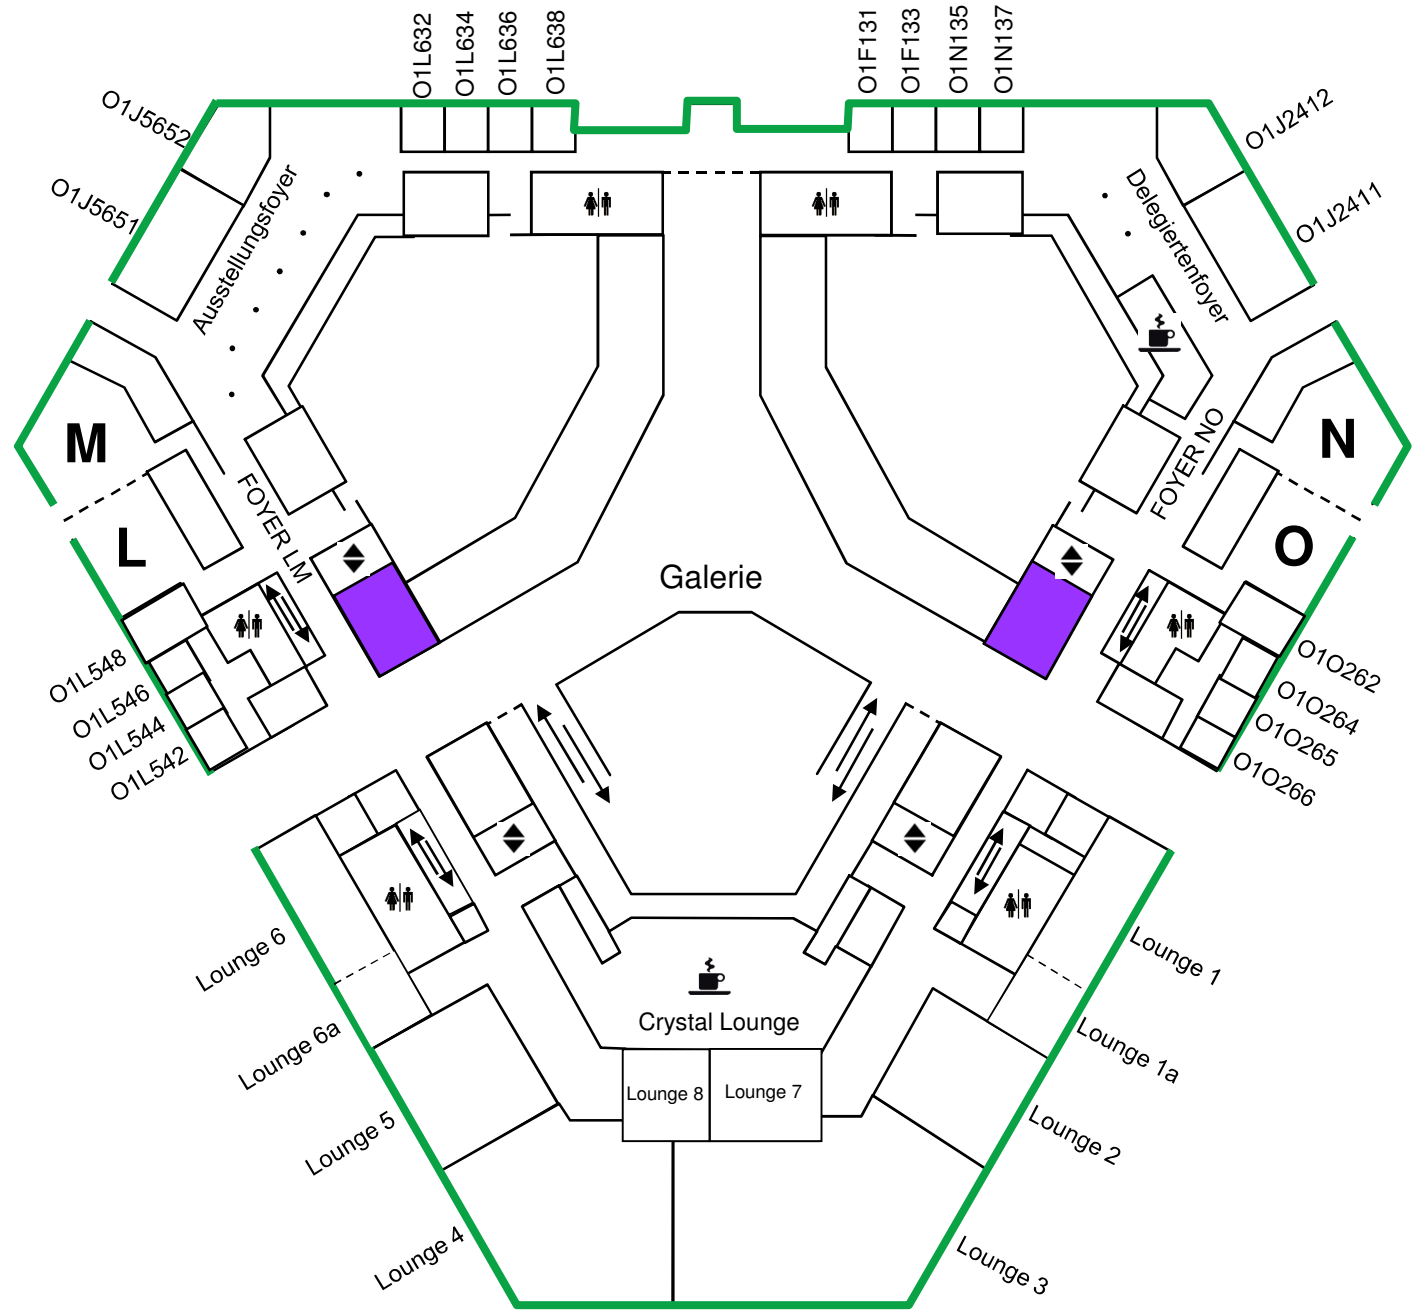 O1L632
O1L634
O1L636
O1L638
O1F131
O1F133
O1N135
O1N137
O1J5652
O1J5651
Ausstellungsfoyer
Delegiertenfoyer
O1J2412
O1J2411
M
L
FOYER LM
FOYER NO
N
O
Galerie
O1L548
O1L546
O1L544
O1L542
O1O262
O1O264
O1O265
O1O266
Lounge 6
Lounge 6a
Lounge 5
Lounge 4
Crystal Lounge
Lounge 8
Lounge 7
Lounge 1
Lounge 1a
Lounge 2
Lounge 3